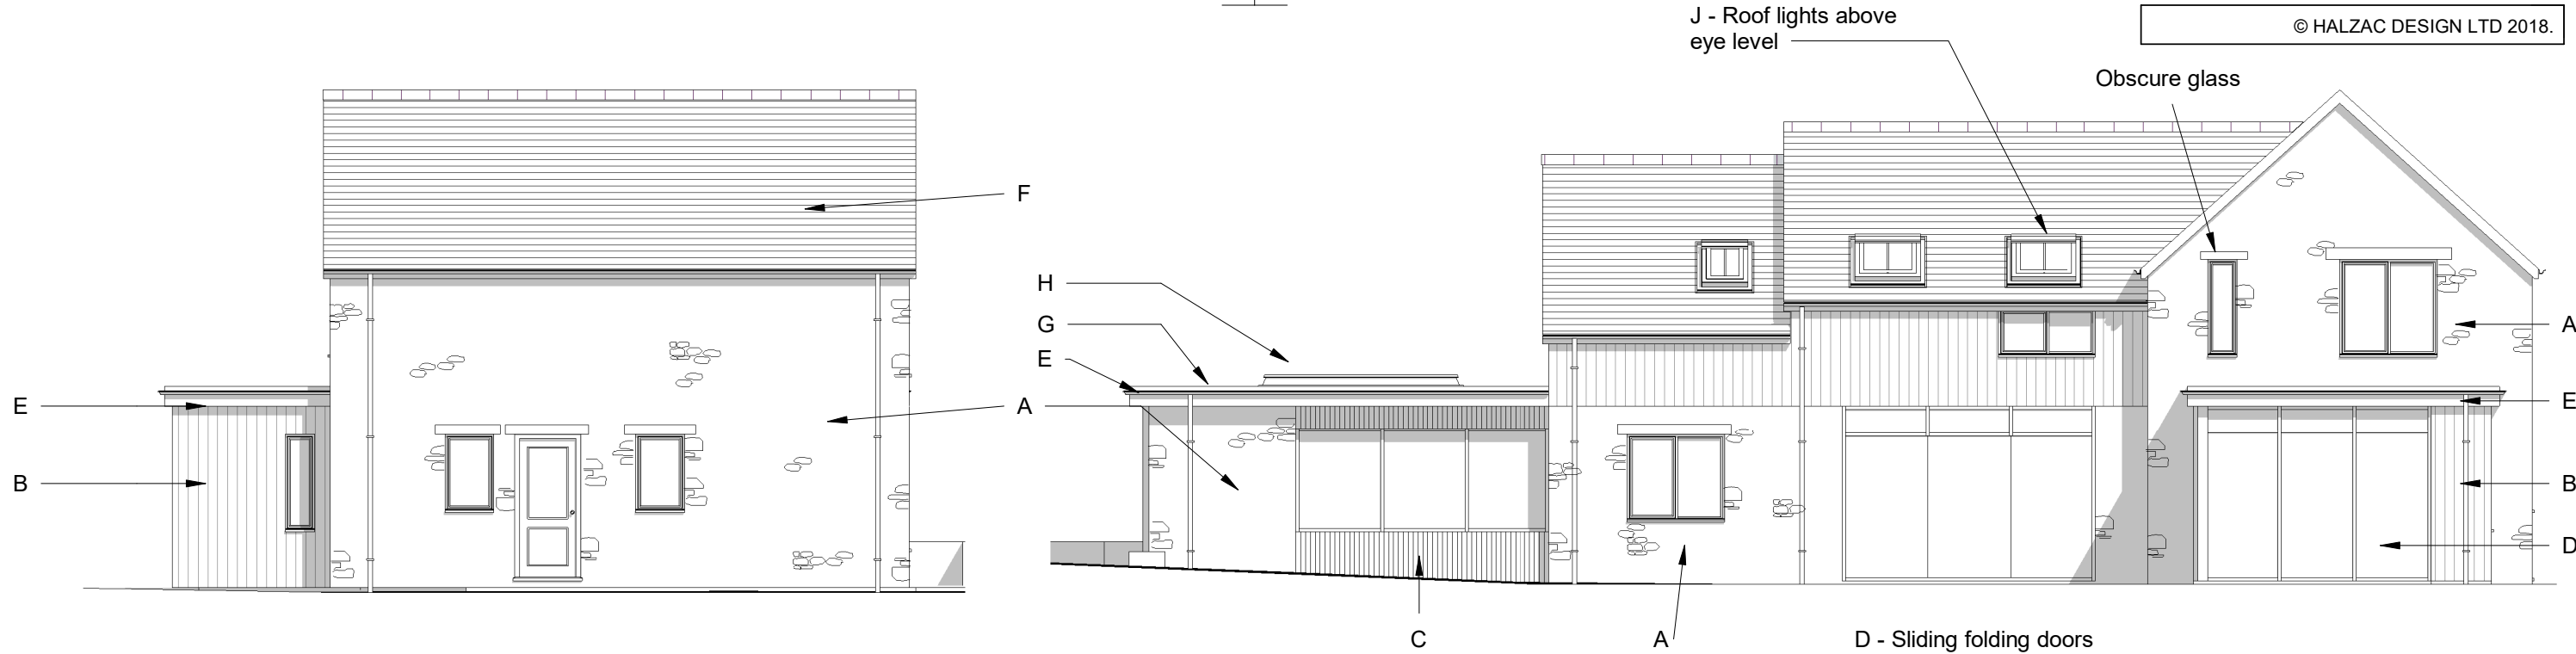 J - Roof lights above
eye level
© HALZAC DESIGN LTD 2018.
Obscure glass
F
H
G
E
A
E
B
A
E
B
D
C
A
D - Sliding folding doors